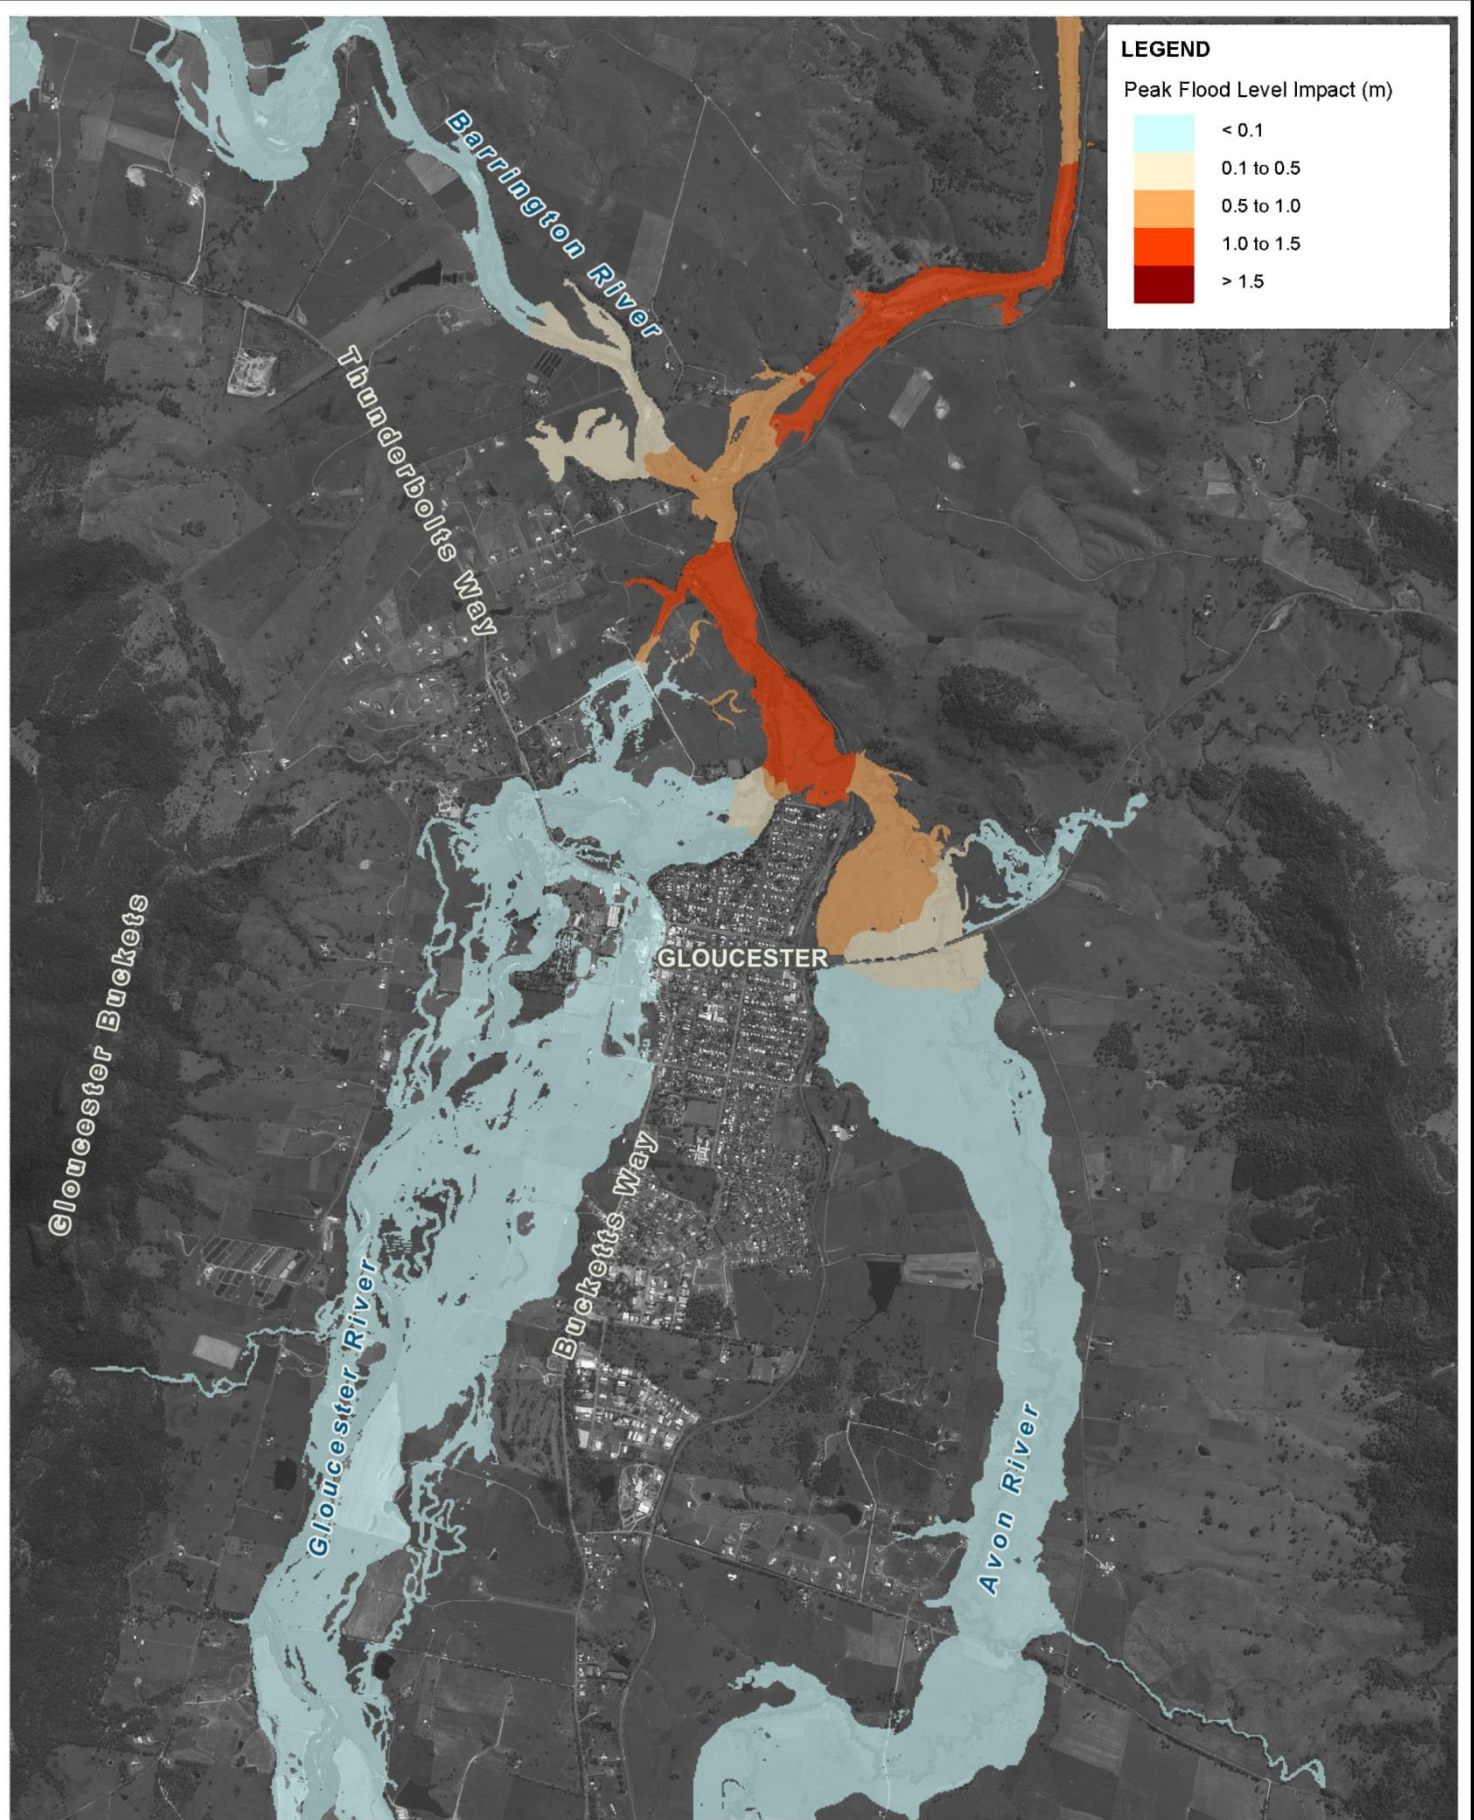 LEGEND
Peak Flood Level Impact (m)
< 0.1
0.1 to 0.5
0.5 to 1.0
1.0 to 1.5
> 1.5
Barrington River
Thunderbolts Way
GLOUCESTER
Gloucester Buckets
Bucketts Way
Gloucester River
Avon River